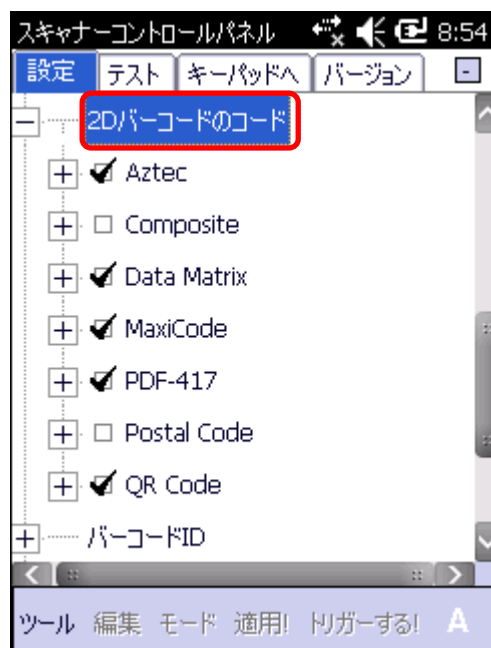 スキャナーコントロールパネル 8:54
設定 テスト キーパッドへ バージョン
2Dバーコードのコード
Aztec
Composite
Data Matrix
MaxiCode
PDF-417
Postal Code
QR Code
バーコードID
ツール 編集 モード 適用! トリガーする! A